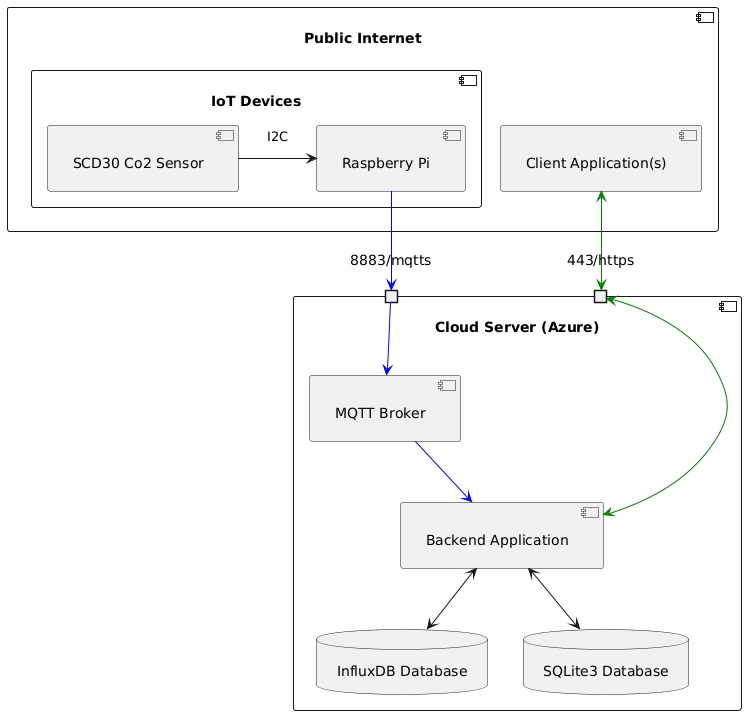 Public Internet
IoT Devices
SCD30 Co2 Sensor
I2C
Raspberry Pi
Client Application(s)
8883/mqtts
443/https
Cloud Server (Azure)
MQTT Broker
Backend Application
InfluxDB Database
SQLite3 Database